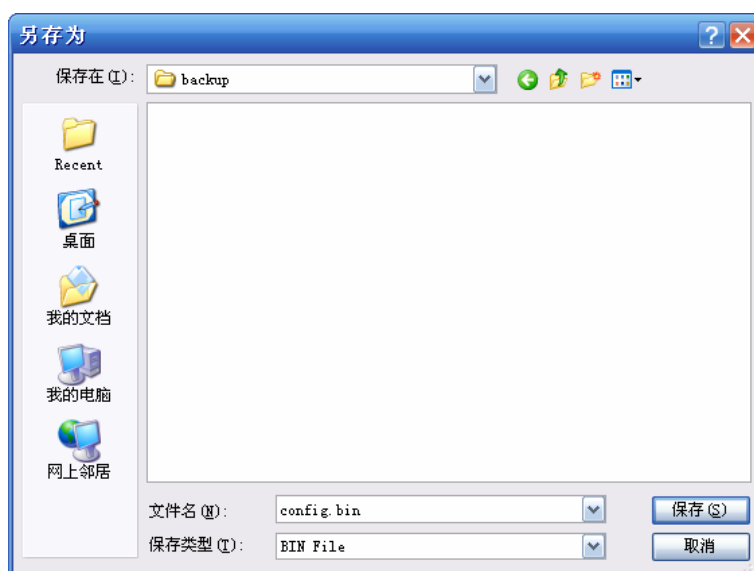 另存为
保存在(I):
backup
Recent
桌面
我的文档
我的电脑
网上邻居
文件名(N):
config.bin
保存(S)
保存类型(T):
BIN File
取消